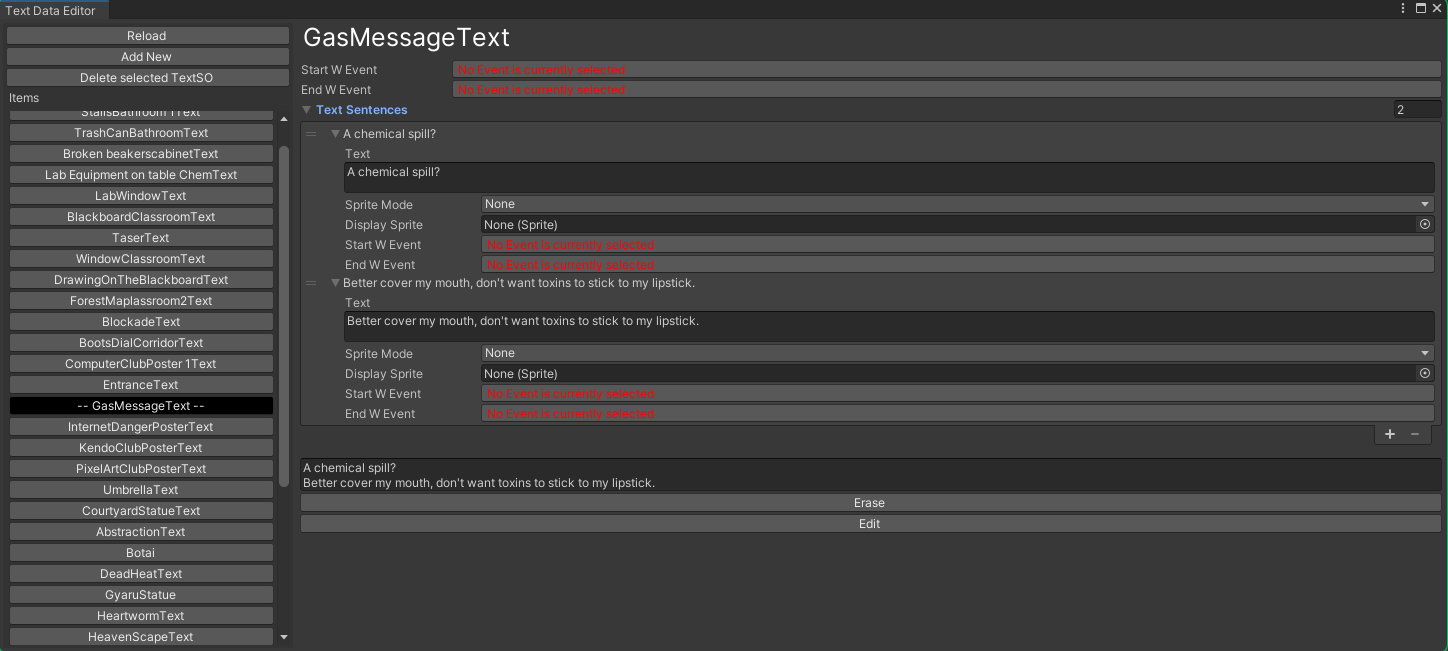 Text Data Editor
Reload
Add New
Delete selected TextSO
Items
StallsBathroom 1Text
TrashCanBathroomText
Broken beakerscabinetText
Lab Equipment on table ChemText
LabWindowText
BlackboardClassroomText
TaserText
WindowClassroomText
DrawingOnTheBlackboardText
ForestMaplassroom2Text
BlockadeText
BootsDialCorridorText
ComputerClubPoster 1Text
EntranceText
-- GasMessageText --
InternetDangerPosterText
KendoClubPosterText
PixelArtClubPosterText
UmbrellaText
CourtyardStatueText
AbstractionText
Botai
DeadHeatText
GyaruStatue
HeartwormText
HeavenScapeText
GasMessageText
Start W Event No Event is currently selected
End W Event No Event is currently selected
Text Sentences 2
A chemical spill?
Text
A chemical spill?
Sprite Mode None
Display Sprite None (Sprite)
Start W Event No Event is currently selected
End W Event No Event is currently selected
Better cover my mouth, don't want toxins to stick to my lipstick.
Text
Better cover my mouth, don't want toxins to stick to my lipstick.
Sprite Mode None
Display Sprite None (Sprite)
Start W Event No Event is currently selected
End W Event No Event is currently selected
A chemical spill?
Better cover my mouth, don't want toxins to stick to my lipstick.
Erase
Edit